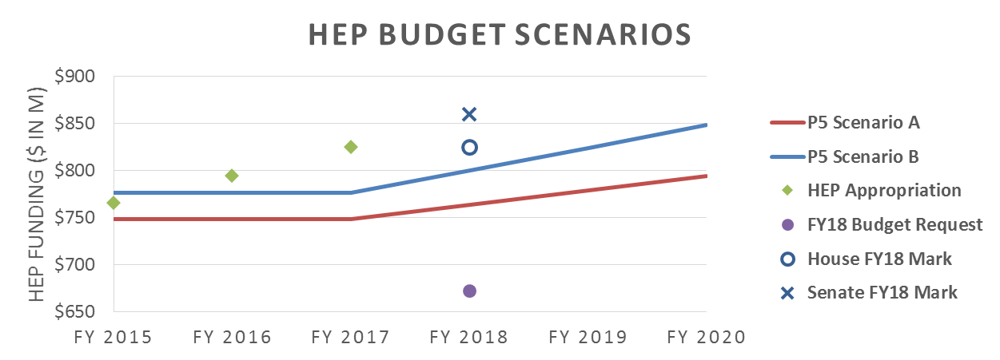 HEP BUDGET SCENARIOS
HEP FUNDING ($ IN M)
$900
$850
$800
$750
$700
$650
FY 2015 FY 2016 FY 2017 FY 2018 FY 2019 FY 2020
P5 Scenario A
P5 Scenario B
HEP Appropriation
FY18 Budget Request
House FY18 Mark
Senate FY18 Mark